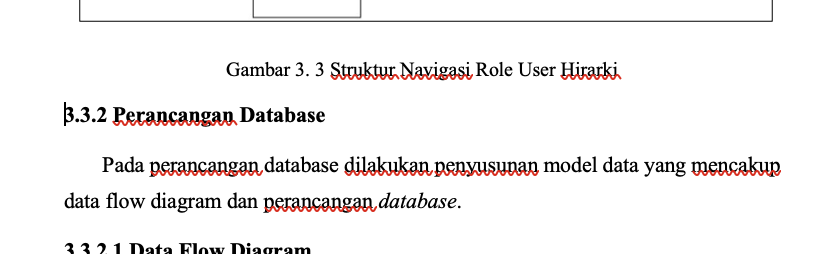 Gambar 3. 3 Struktur Navigasi Role User Hirarki
3.3.2 Perancangan Database
Pada perancangan database dilakukan penyusunan model data yang mencakup
data flow diagram dan perancangan database.
3.3.2.1 Data Flow Diagram